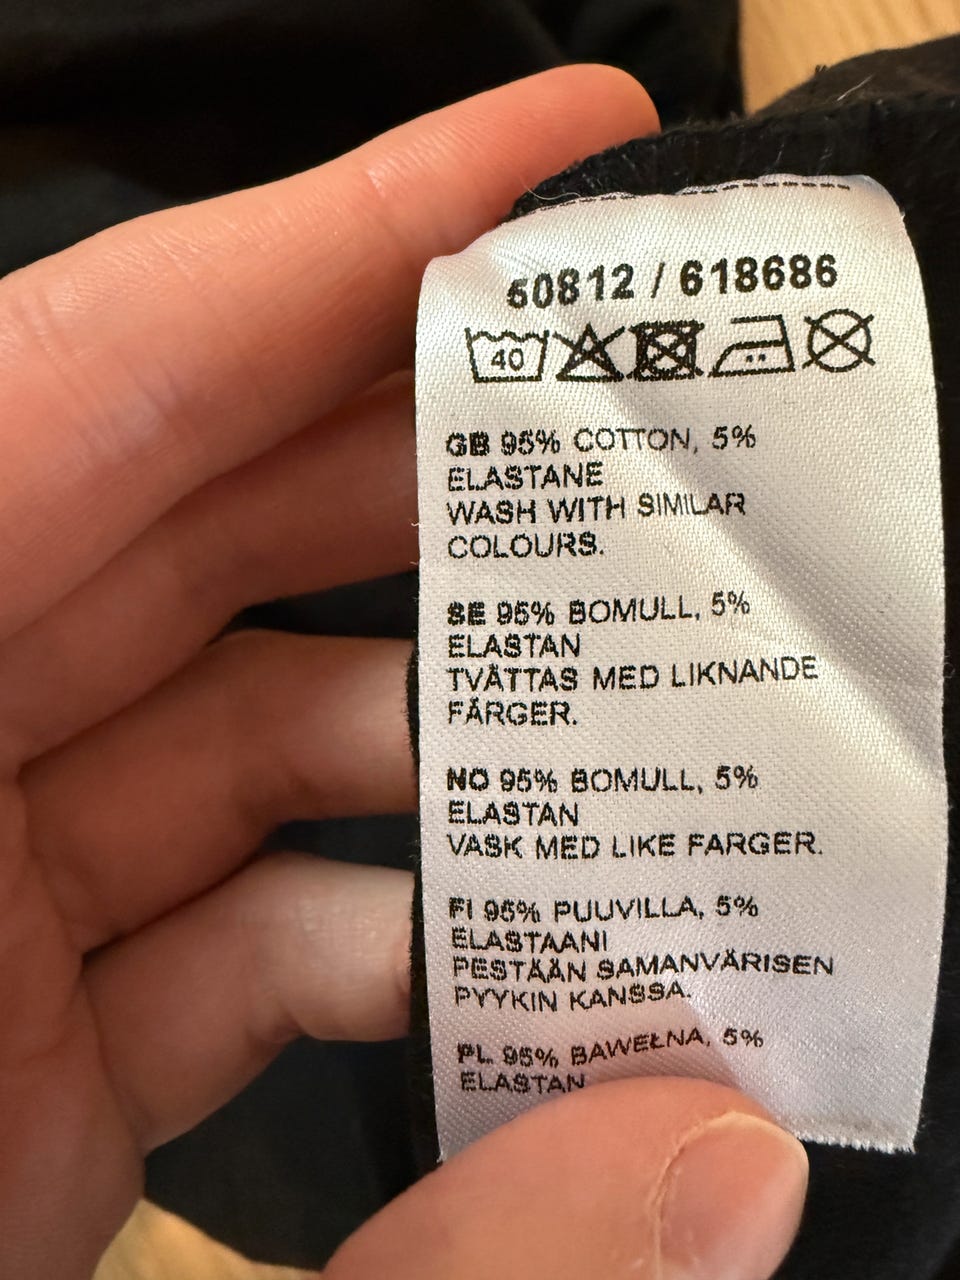 50812 / 618686
40
GB 95% COTTON, 5%
ELASTANE
WASH WITH SIMILAR
COLOURS.
SE 95% BOMULL, 5%
ELASTAN
TVÄTTAS MED LIKNANDE
FÄRGER.
NO 95% BOMULL, 5%
ELASTAN
VASK MED LIKE FARGER.
FI 95% PUUVILLA, 5%
ELASTAANI
PESTÄÄN SAMANVÄRISEN
PYYKIN KANSSA.
PL 95% BAWEŁNA, 5%
ELASTAN